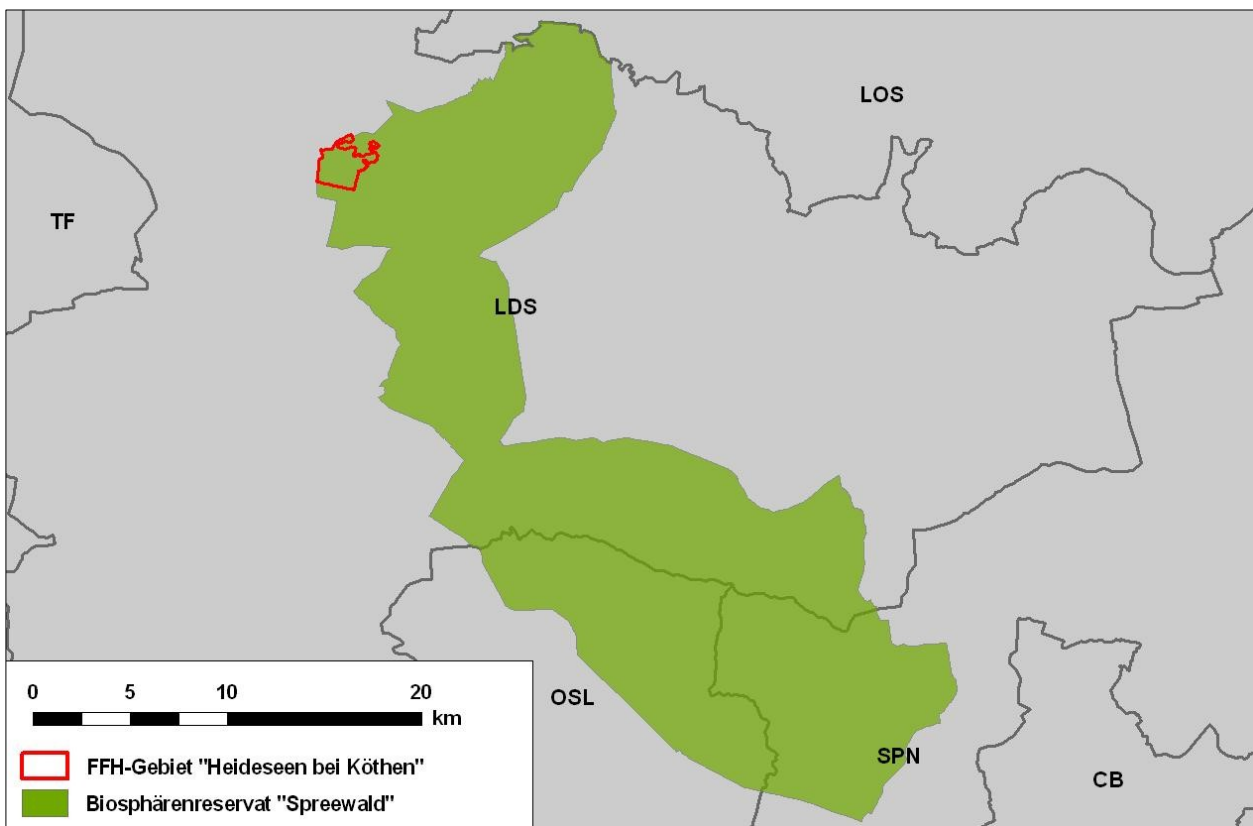 LOS
TF
LDS
OSL
SPN
CB
0 5 10 20
km
FFH-Gebiet "Heideseen bei Köthen"
Biosphärenreservat "Spreewald"